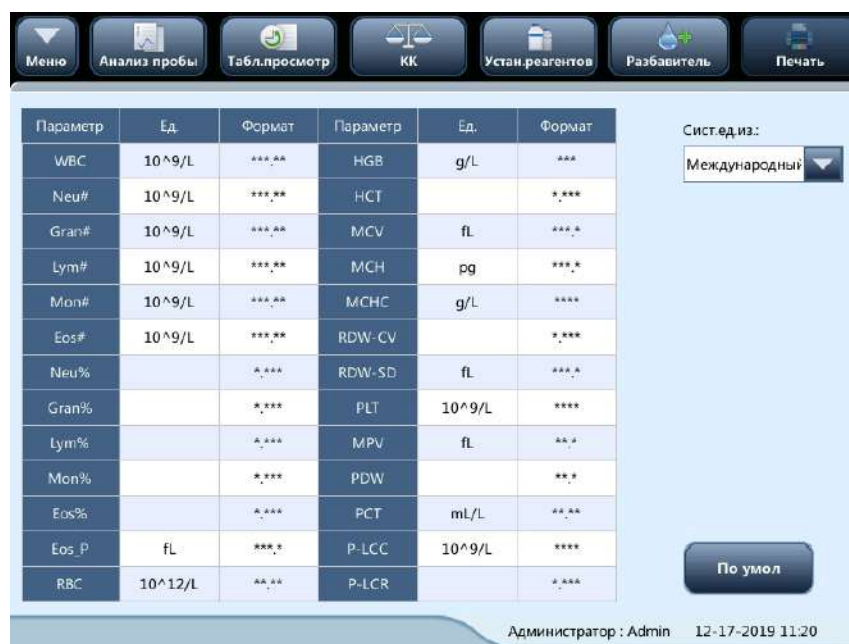 Меню Анализ пробы Табл.просмотр КК Устан.реагентов Разбавитель Печать
Параметр Ед. Формат Параметр Ед. Формат
Сист.ед.из.:
WBC 10^9/L ***.** HGB g/L ***
Международный
Neu# 10^9/L ***.** HCT *.***
Gran# 10^9/L ***.** MCV fL ***.*
Lym# 10^9/L ***.** MCH pg ***.*
Mon# 10^9/L ***.** MCHC g/L ****
Eos# 10^9/L ***.** RDW-CV *.***
Neu% *.*** RDW-SD fL ***.*
Gran% *.*** PLT 10^9/L ****
Lym% *.*** MPV fL **.*
Mon% *.*** PDW **.*
Eos% *.*** PCT mL/L **.**
Eos_P fL ***.* P-LCC 10^9/L ****
По умол
RBC 10^12/L **.** P-LCR *.***
Администратор : Admin 12-17-2019 11:20